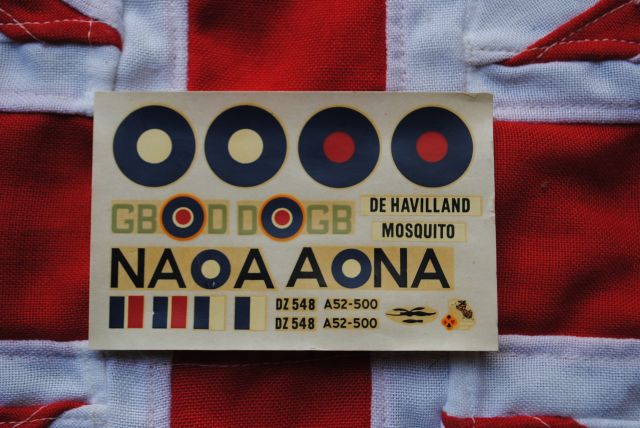 GB D D GB
DE HAVILLAND
MOSQUITO
NA A A NA
DZ 548 A52-500
DZ 548 A52-500